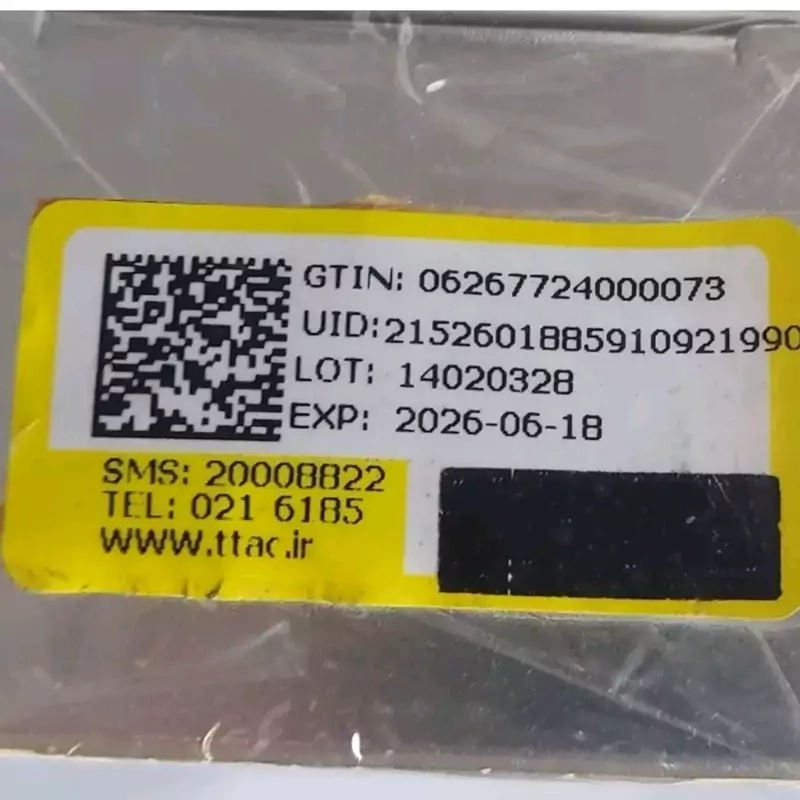 GTIN: 06267724000073
UID:2152601885910921990
LOT: 14020328
EXP: 2026-06-18
SMS: 20008822
TEL: 021 6185
WWW.ttac.ir